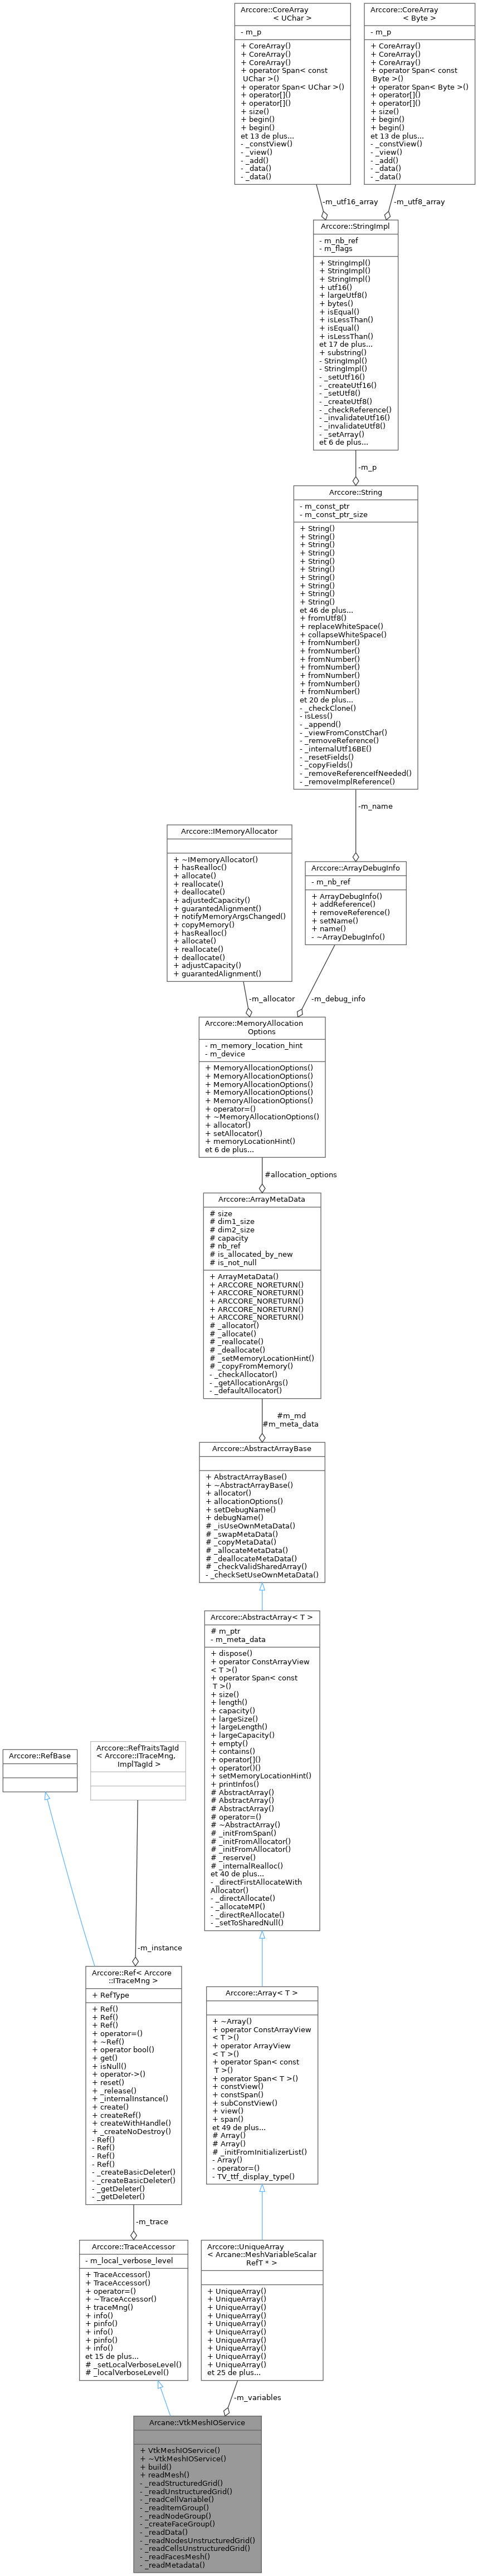 Arccore::CoreArray
< UChar >
- m_p
+ CoreArray()
+ CoreArray()
+ CoreArray()
+ operator Span< const
UChar >()
+ operator Span< UChar >()
+ operator[]()
+ operator[]()
+ size()
+ begin()
+ begin()
et 13 de plus...
- _constView()
- _view()
- _add()
- _data()
- _data()
Arccore::CoreArray
< Byte >
- m_p
+ CoreArray()
+ CoreArray()
+ CoreArray()
+ operator Span< const
Byte >()
+ operator Span< Byte >()
+ operator[]()
+ operator[]()
+ size()
+ begin()
+ begin()
et 13 de plus...
- _constView()
- _view()
- _add()
- _data()
- _data()
-m_utf16_array
-m_utf8_array
Arccore::StringImpl
- m_nb_ref
- m_flags
+ StringImpl()
+ StringImpl()
+ StringImpl()
+ utf16()
+ largeUtf8()
+ bytes()
+ isEqual()
+ isLessThan()
+ isEqual()
+ isLessThan()
et 17 de plus...
+ substring()
- StringImpl()
- StringImpl()
- _setUtf16()
- _createUtf16()
- _setUtf8()
- _createUtf8()
- _checkReference()
- _invalidateUtf16()
- _invalidateUtf8()
- _setArray()
et 6 de plus...
-m_p
Arccore::String
- m_const_ptr
- m_const_ptr_size
+ String()
+ String()
+ String()
+ String()
+ String()
+ String()
+ String()
+ String()
+ String()
+ String()
et 46 de plus...
+ fromUtf8()
+ replaceWhiteSpace()
+ collapseWhiteSpace()
+ fromNumber()
+ fromNumber()
+ fromNumber()
+ fromNumber()
+ fromNumber()
+ fromNumber()
+ fromNumber()
et 20 de plus...
- _checkClone()
- isLess()
- _append()
- _viewFromConstChar()
- _removeReference()
- _internalUtf16BE()
- _resetFields()
- _copyFields()
- _removeReferenceIfNeeded()
- _removeImplReference()
-m_name
Arccore::IMemoryAllocator
+ ~IMemoryAllocator()
+ hasRealloc()
+ allocate()
+ reallocate()
+ deallocate()
+ adjustedCapacity()
+ guarantedAlignment()
+ notifyMemoryArgsChanged()
+ copyMemory()
+ hasRealloc()
+ allocate()
+ reallocate()
+ deallocate()
+ adjustCapacity()
+ guarantedAlignment()
Arccore::ArrayDebugInfo
- m_nb_ref
+ ArrayDebugInfo()
+ addReference()
+ removeReference()
+ setName()
+ name()
- ~ArrayDebugInfo()
-m_allocator
-m_debug_info
Arccore::MemoryAllocation
Options
- m_memory_location_hint
- m_device
+ MemoryAllocationOptions()
+ MemoryAllocationOptions()
+ MemoryAllocationOptions()
+ MemoryAllocationOptions()
+ MemoryAllocationOptions()
+ operator=()
+ ~MemoryAllocationOptions()
+ allocator()
+ setAllocator()
+ memoryLocationHint()
et 6 de plus...
#allocation_options
Arccore::ArrayMetaData
# size
# dim1_size
# dim2_size
# capacity
# nb_ref
# is_allocated_by_new
# is_not_null
+ ArrayMetaData()
+ ARCCORE_NORETURN()
+ ARCCORE_NORETURN()
+ ARCCORE_NORETURN()
+ ARCCORE_NORETURN()
+ ARCCORE_NORETURN()
# _allocator()
# _allocate()
# _reallocate()
# _deallocate()
# _setMemoryLocationHint()
# _copyFromMemory()
- _checkAllocator()
- _getAllocationArgs()
- _defaultAllocator()
#m_md
#m_meta_data
Arccore::AbstractArrayBase
+ AbstractArrayBase()
+ ~AbstractArrayBase()
+ allocator()
+ allocationOptions()
+ setDebugName()
+ debugName()
# _isUseOwnMetaData()
# _swapMetaData()
# _copyMetaData()
# _allocateMetaData()
# _deallocateMetaData()
# _checkValidSharedArray()
- _checkSetUseOwnMetaData()
Arccore::AbstractArray< T >
# m_ptr
- m_meta_data
+ dispose()
+ operator ConstArrayView
< T >()
+ operator Span< const
T >()
+ size()
+ length()
+ capacity()
+ largeSize()
+ largeLength()
+ largeCapacity()
+ empty()
+ contains()
+ operator[]()
+ operator()()
+ setMemoryLocationHint()
+ printInfos()
# AbstractArray()
# AbstractArray()
# AbstractArray()
# operator=()
# ~AbstractArray()
# _initFromSpan()
# _initFromAllocator()
# _initFromAllocator()
# _reserve()
# _internalRealloc()
et 40 de plus...
- _directFirstAllocateWith
Allocator()
- _directAllocate()
- _allocateMP()
- _directReAllocate()
- _setToSharedNull()
Arccore::RefBase
Arccore::RefTraitsTagId
< Arccore::ITraceMng,
ImplTagId >
-m_instance
Arccore::Ref< Arccore
::ITraceMng >
+ RefType
+ Ref()
+ Ref()
+ Ref()
+ operator=()
+ ~Ref()
+ operator bool()
+ get()
+ isNull()
+ operator->()
+ reset()
+ _release()
+ _internalInstance()
+ create()
+ createRef()
+ createWithHandle()
+ _createNoDestroy()
- Ref()
- Ref()
- Ref()
- Ref()
- _createBasicDeleter()
- _createBasicDeleter()
- _getDeleter()
- _getDeleter()
Arccore::Array< T >
+ ~Array()
+ operator ConstArrayView
< T >()
+ operator ArrayView
< T >()
+ operator Span< const
T >()
+ operator Span< T >()
+ constView()
+ constSpan()
+ subConstView()
+ view()
+ span()
et 49 de plus...
# Array()
# Array()
# _initFromInitializerList()
- Array()
- operator=()
- TV_ttf_display_type()
-m_trace
Arccore::TraceAccessor
- m_local_verbose_level
+ TraceAccessor()
+ TraceAccessor()
+ operator=()
+ ~TraceAccessor()
+ traceMng()
+ info()
+ pinfo()
+ info()
+ pinfo()
+ info()
et 15 de plus...
# _setLocalVerboseLevel()
# _localVerboseLevel()
Arccore::UniqueArray
< Arcane::MeshVariableScalar
RefT * >
+ UniqueArray()
+ UniqueArray()
+ UniqueArray()
+ UniqueArray()
+ UniqueArray()
+ UniqueArray()
+ UniqueArray()
+ UniqueArray()
+ UniqueArray()
+ UniqueArray()
et 25 de plus...
-m_variables
Arcane::VtkMeshIOService
+ VtkMeshIOService()
+ ~VtkMeshIOService()
+ build()
+ readMesh()
- _readStructuredGrid()
- _readUnstructuredGrid()
- _readCellVariable()
- _readItemGroup()
- _readNodeGroup()
- _createFaceGroup()
- _readData()
- _readNodesUnstructuredGrid()
- _readCellsUnstructuredGrid()
- _readFacesMesh()
- _readMetadata()